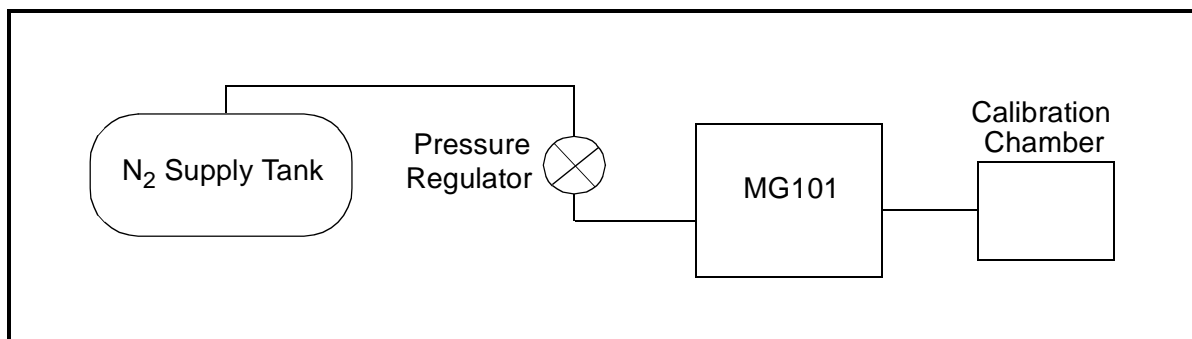 N2 Supply Tank
Pressure
Regulator
MG101
Calibration
Chamber